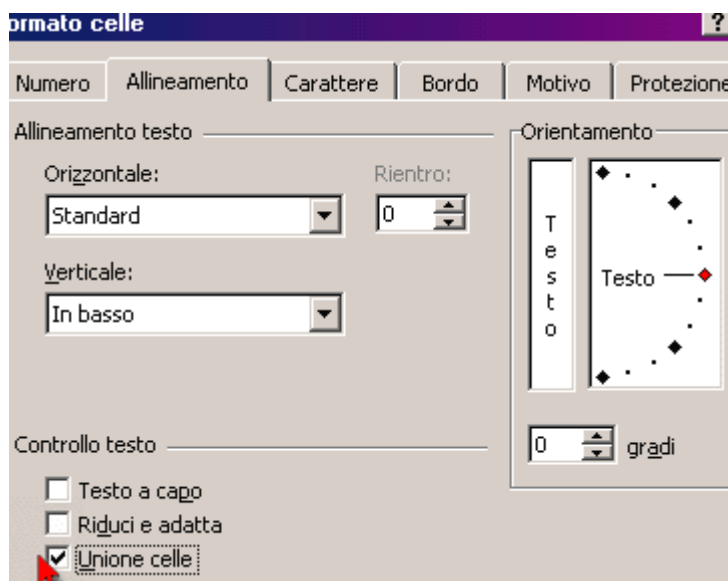 ormato celle ?
Numero Allineamento Carattere Bordo Motivo Protezione
Allineamento testo
Orizzontale:
Rientro:
Standard
0
Verticale:
In basso
Orientamento
Testo
Testo
0 gradi
Controllo testo
Testo a capo
Riduci e adatta
Unione celle